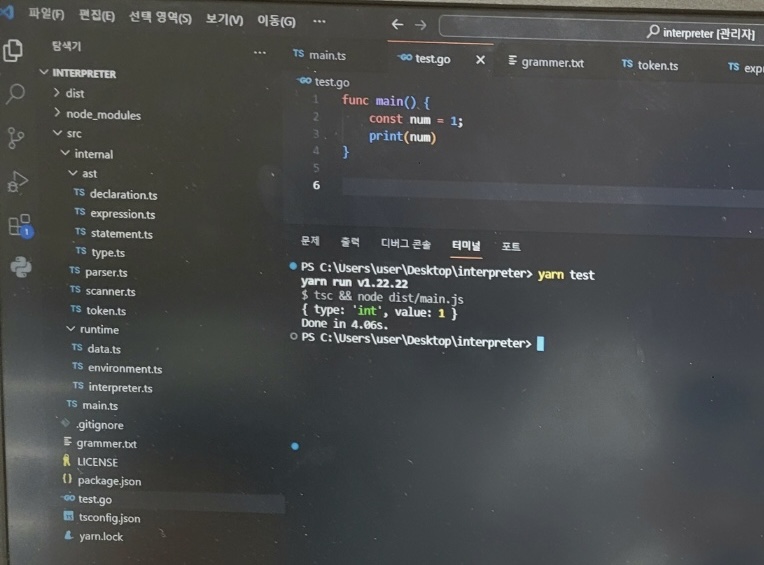 파일(F) 편집(E) 선택 영역(S) 보기(V) 이동(G) ...
interpreter [관리자]
탐색기 ...
INTERPRETER
dist
node_modules
src
internal
ast
TS declaration.ts
TS expression.ts
TS statement.ts
TS type.ts
TS parser.ts
TS scanner.ts
TS token.ts
runtime
TS data.ts
TS environment.ts
TS interpreter.ts
TS main.ts
.gitignore
grammer.txt
LICENSE
{} package.json
GO test.go
tsconfig.json
yarn.lock
1
TS main.ts GO test.go × grammer.txt TS token.ts TS exp
GO test.go
1 func main() {
2 const num = 1;
3 print(num)
4 }
5
6
문제 출력 디버그 콘솔 터미널 포트
PS C:\Users\user\Desktop\interpreter> yarn test
yarn run v1.22.22
$ tsc && node dist/main.js
{ type: 'int', value: 1 }
Done in 4.06s.
PS C:\Users\user\Desktop\interpreter>